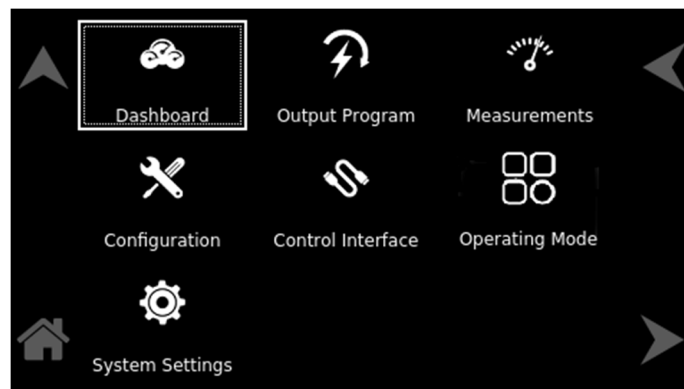 Dashboard
Output Program
Measurements
Configuration
Control Interface
Operating Mode
System Settings